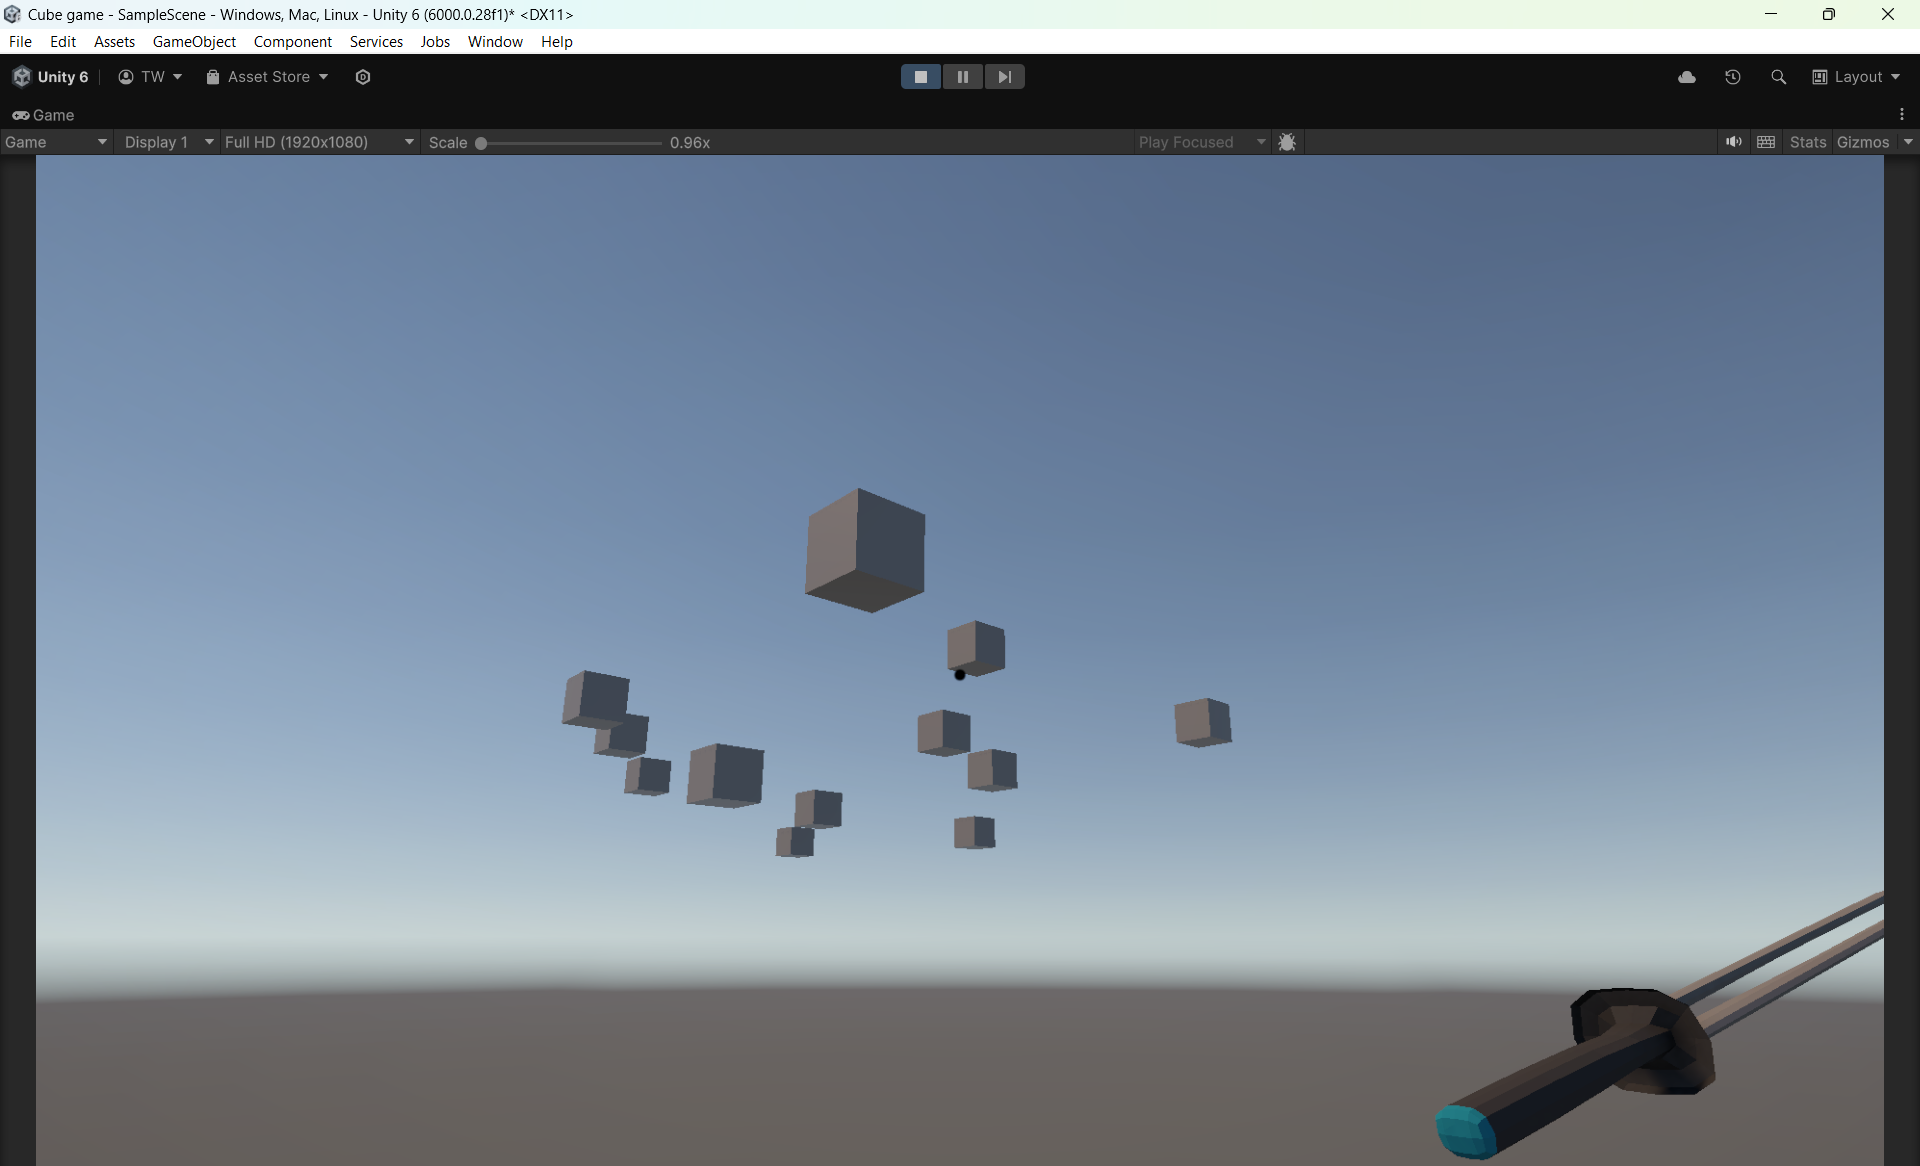 Cube game - SampleScene - Windows, Mac, Linux - Unity 6 (6000.0.28f1)* <DX11>
File Edit Assets GameObject Component Services Jobs Window Help
Unity 6 TW Asset Store Layout
Game
Game Display 1 Full HD (1920x1080) Scale 0.96x Play Focused Stats Gizmos